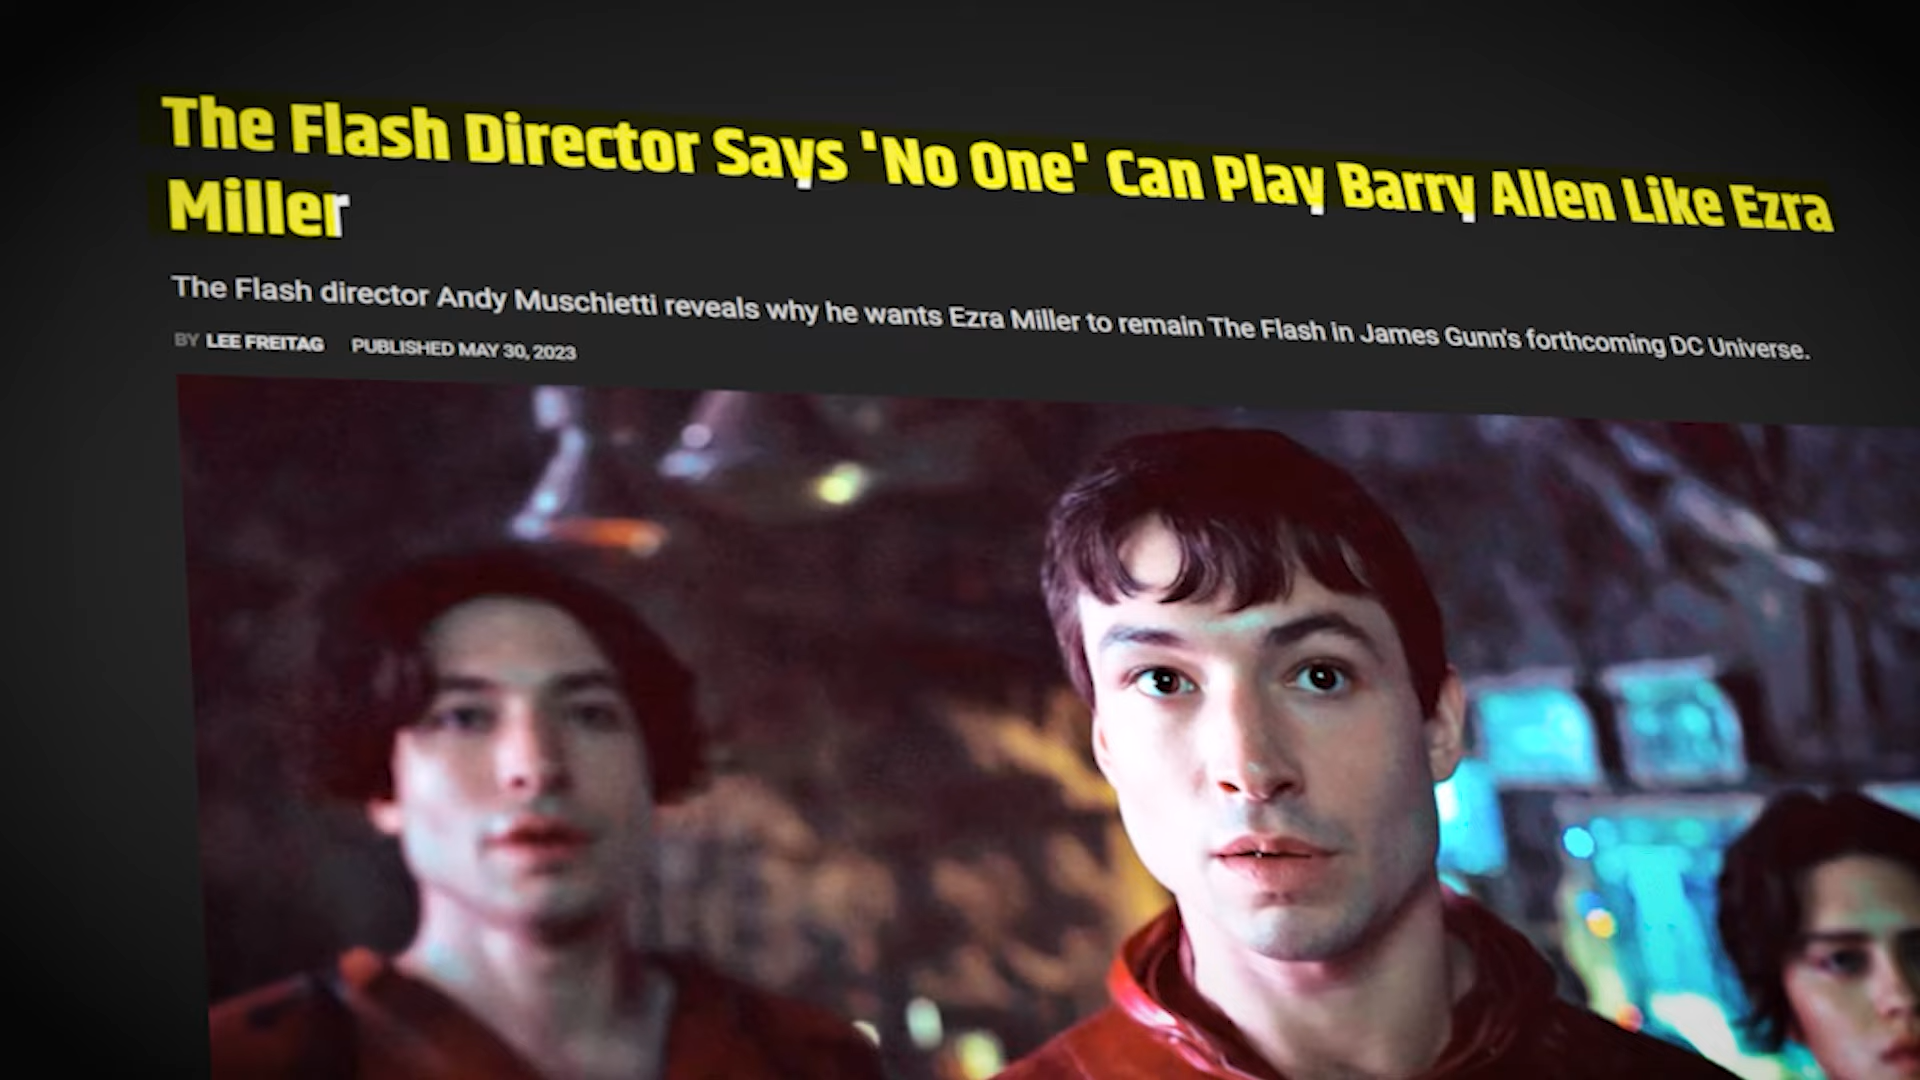 The Flash Director Says 'No One' Can Play Barry Allen Like Ezra
Miller
The Flash director Andy Muschietti reveals why he wants Ezra Miller to remain The Flash in James Gunn's forthcoming DC Universe.
BY LEE FREITAG PUBLISHED MAY 30, 2023